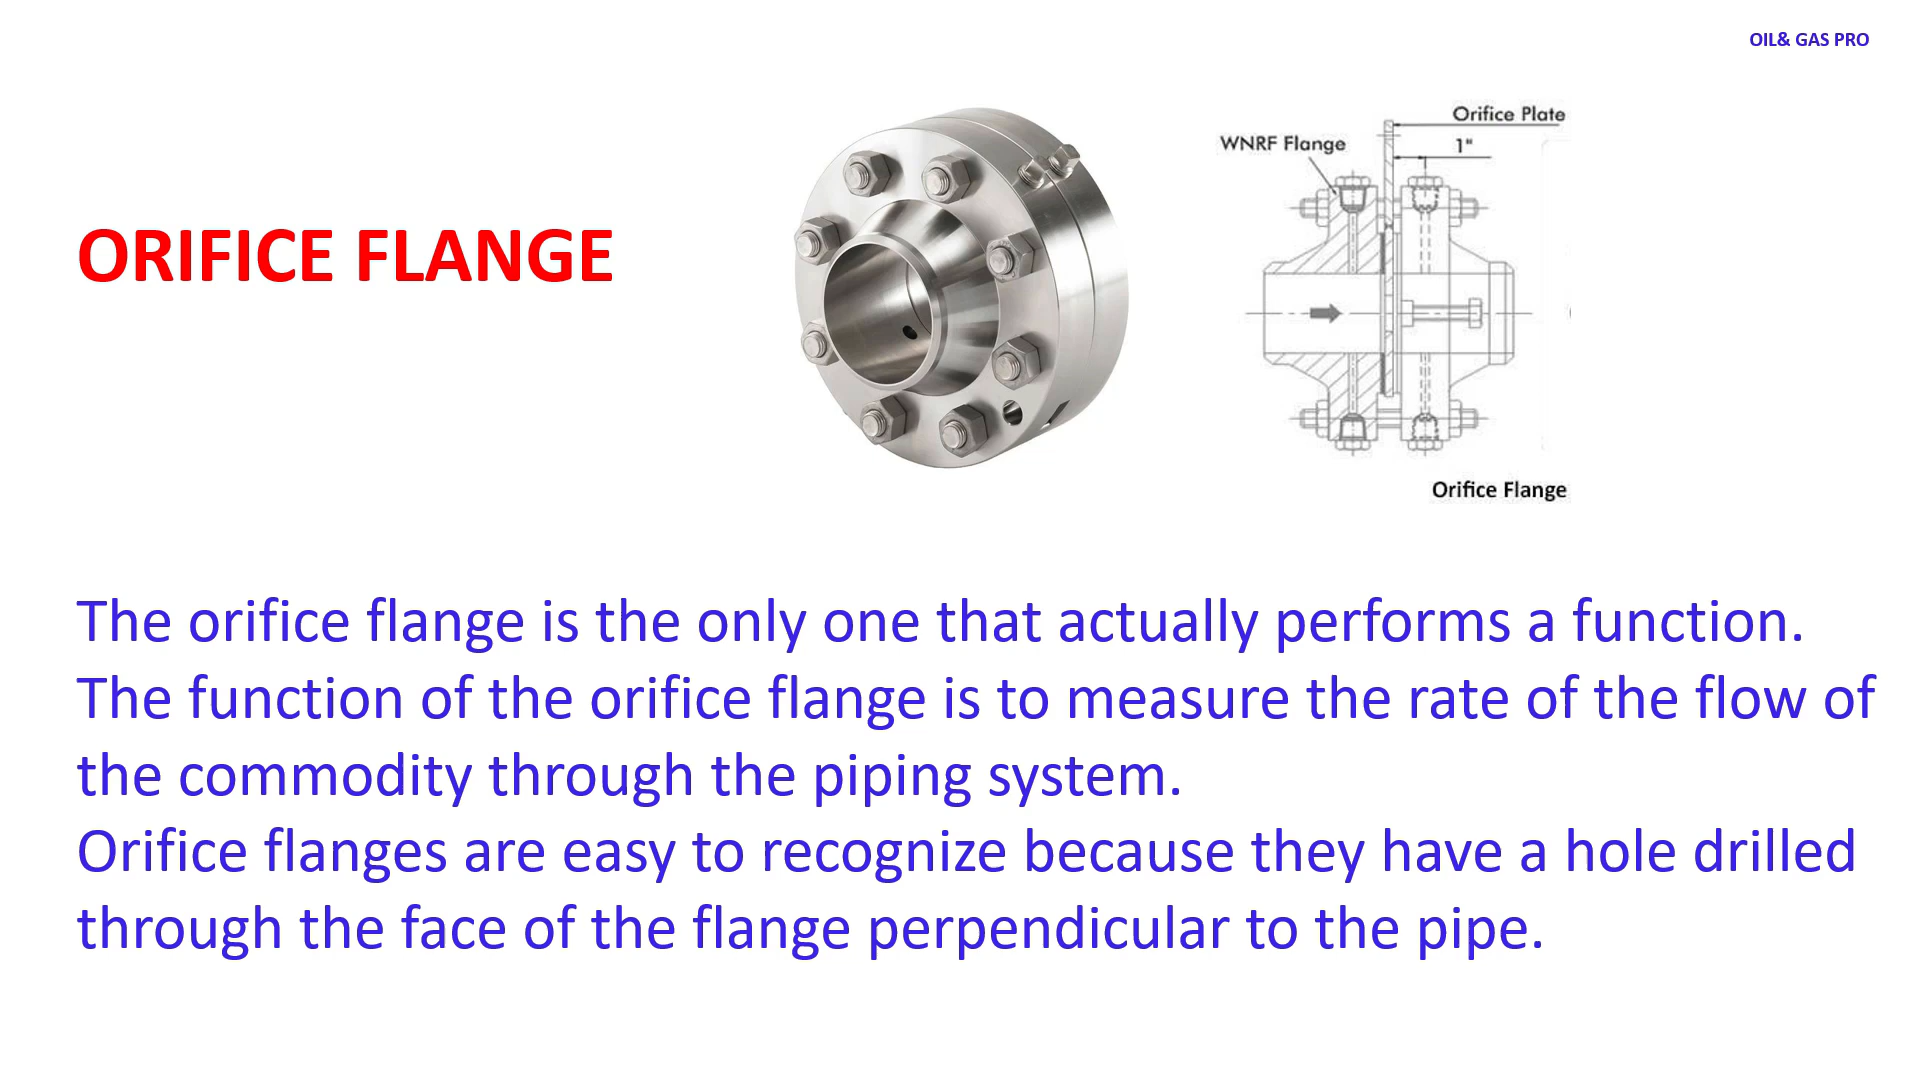 OIL& GAS PRO
ORIFICE FLANGE
Orifice Plate
WNRF Flange
1"
Orifice Flange
The orifice flange is the only one that actually performs a function.
The function of the orifice flange is to measure the rate of the flow of
the commodity through the piping system.
Orifice flanges are easy to recognize because they have a hole drilled
through the face of the flange perpendicular to the pipe.